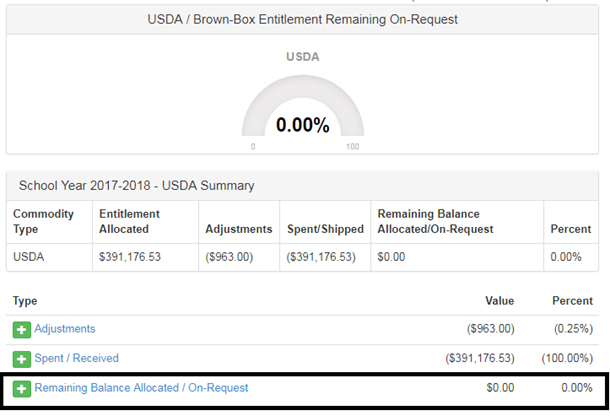 USDA / Brown-Box Entitlement Remaining On-Request
USDA
0.00%
0 100
School Year 2017-2018 - USDA Summary
Commodity Type Entitlement Allocated Adjustments Spent/Shipped Remaining Balance Allocated/On-Request Percent
USDA $391,176.53 ($963.00) ($391,176.53) $0.00 0.00%
Type Value Percent
Adjustments ($963.00) (0.25%)
Spent / Received ($391,176.53) (100.00%)
Remaining Balance Allocated / On-Request $0.00 0.00%